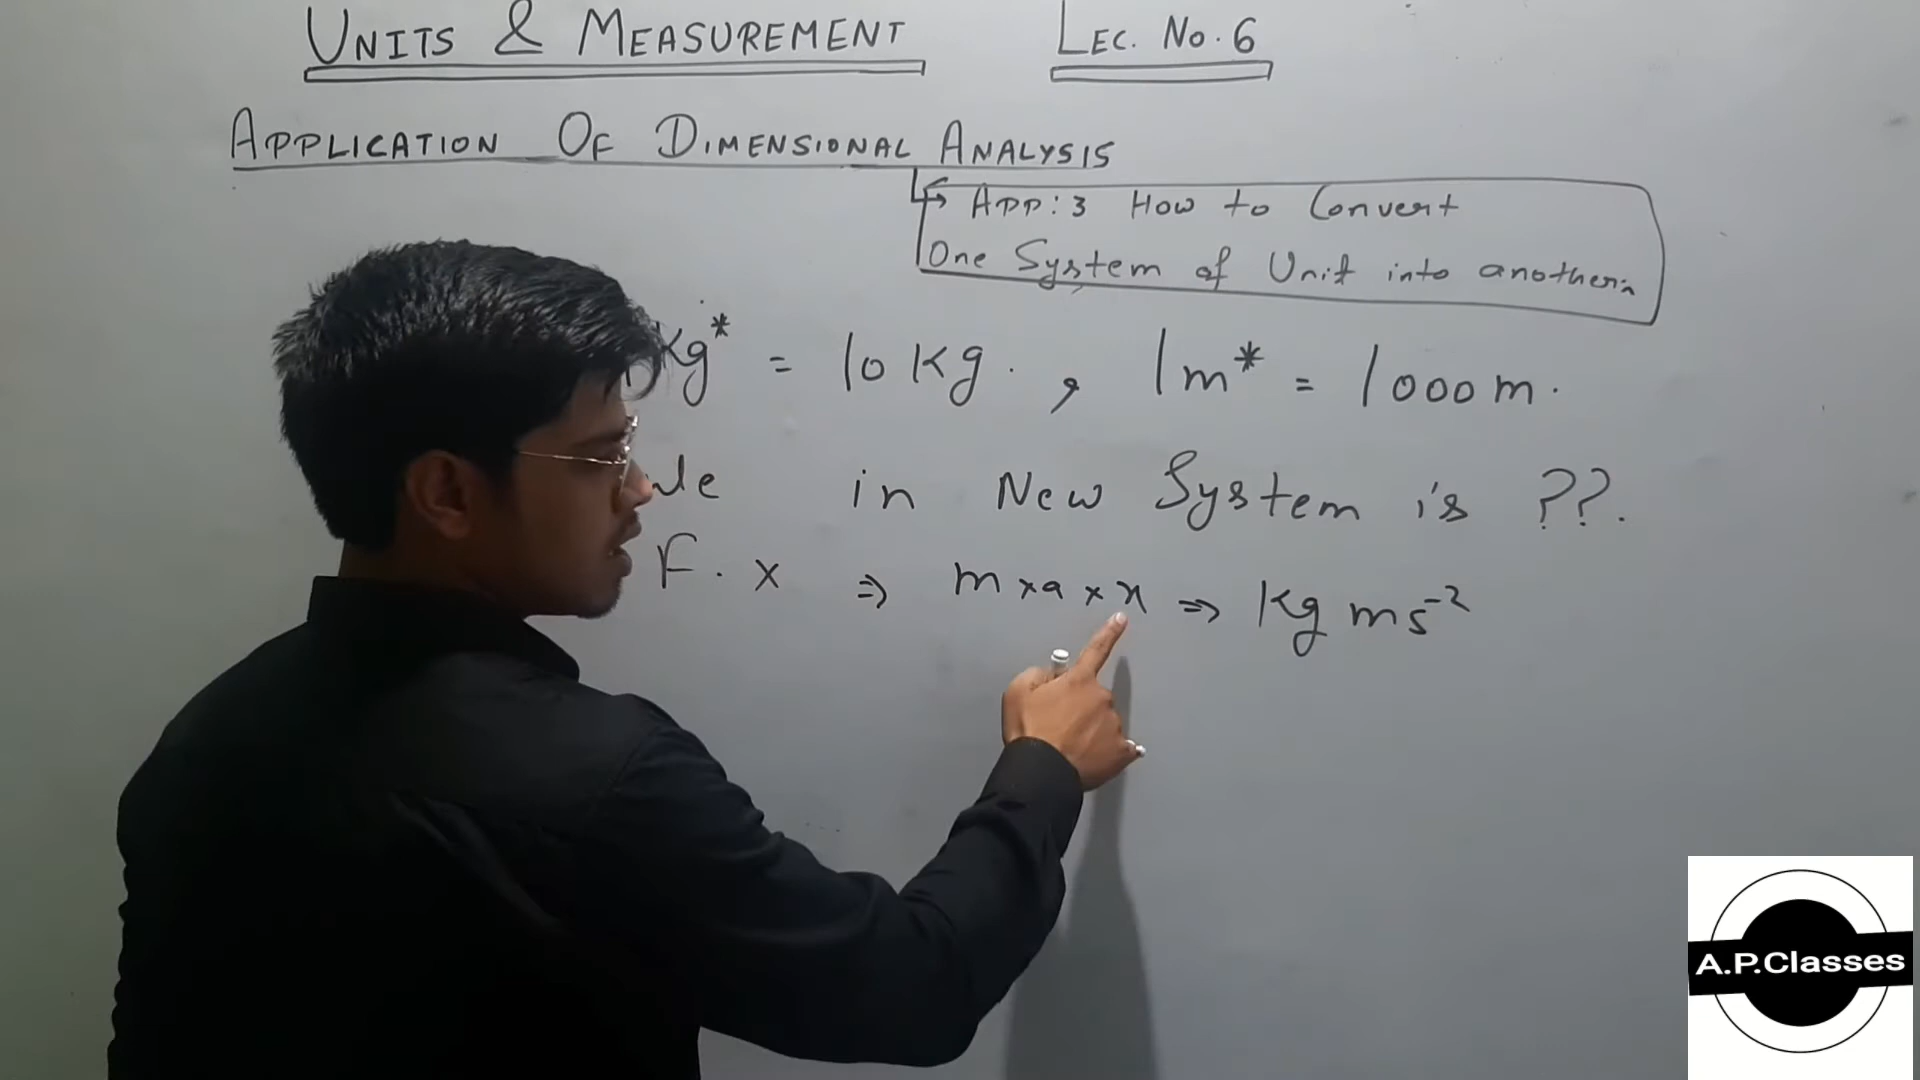 UNITS & MEASUREMENT LEC. NO. 6
APPLICATION OF DIMENSIONAL ANALYSIS
↳ APP: 3 How to Convert
One System of Unit into another:
Kg* = 10 Kg. , 1m* = 1000 m.
in New System is ??.
F. x ⇒ m × a × x ⇒ Kg ms⁻²
A.P.Classes